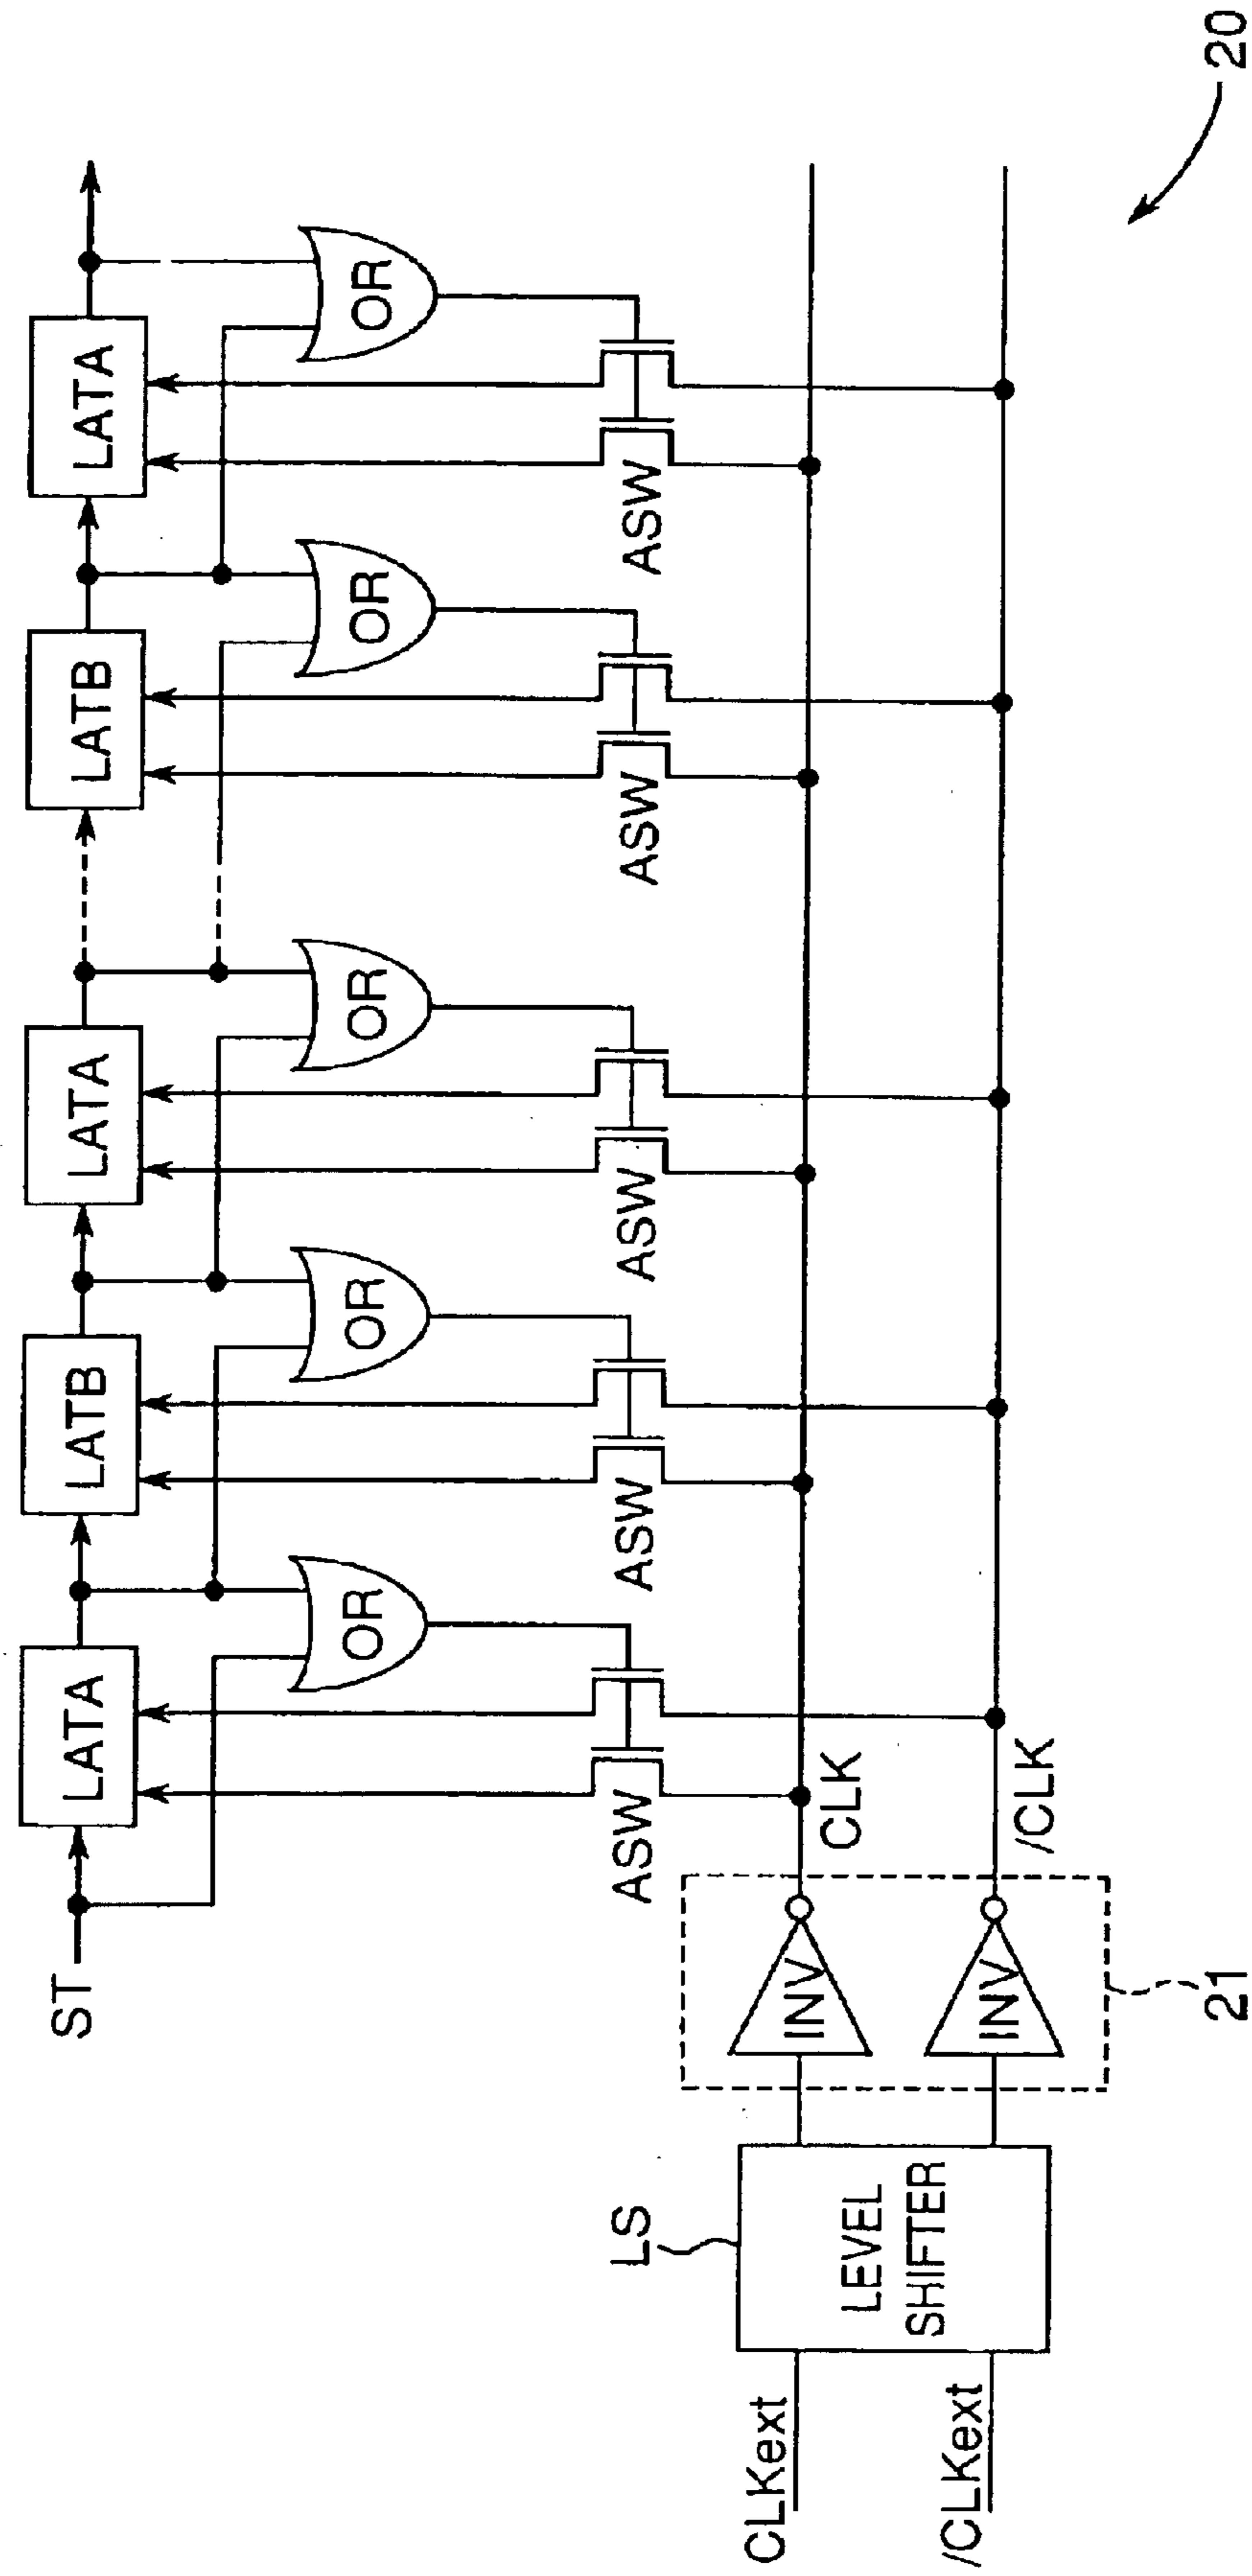 ST
LATA
LATB
LATA
LATB
LATA
OR
OR
OR
OR
OR
ASW
ASW
ASW
ASW
ASW
CLK
/CLK
INV
INV
21
LS
LEVEL
SHIFTER
CLKext
/CLKext
20